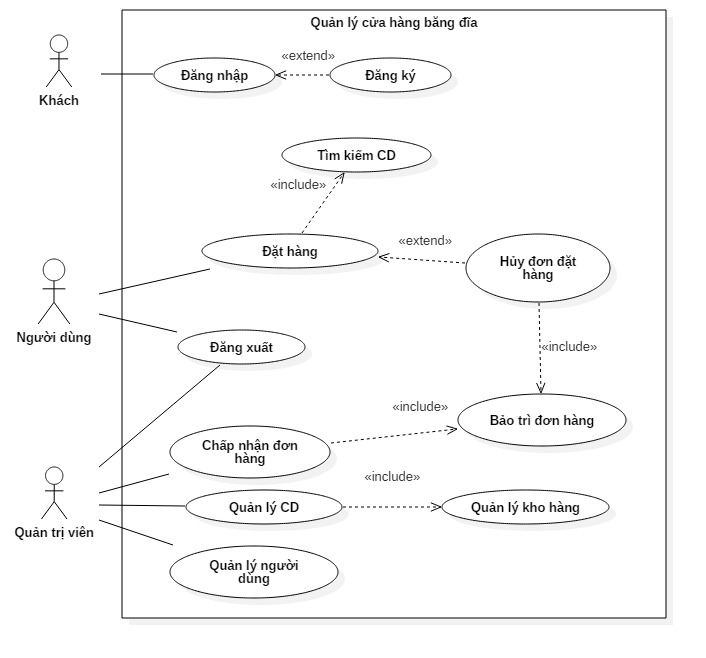 Quản lý cửa hàng băng đĩa
«extend»
Đăng nhập
Đăng ký
Khách
Tìm kiếm CD
«include»
Đặt hàng
«extend»
Hủy đơn đặt
hàng
Người dùng
Đăng xuất
«include»
«include»
Bảo trì đơn hàng
Chấp nhận đơn
hàng
«include»
Quản lý CD
Quản lý kho hàng
Quản trị viên
Quản lý người
dùng